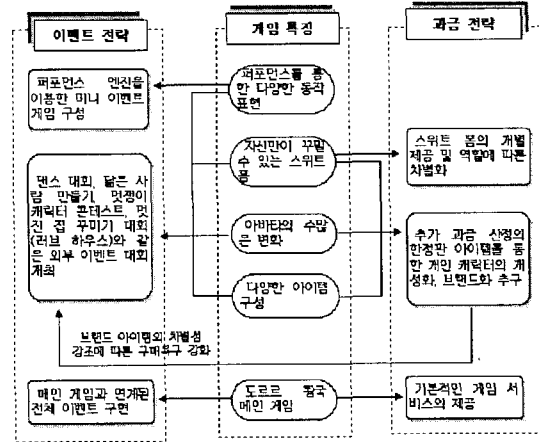 이벤트 전략
게임 특징
과금 전략
퍼포먼스 엔진을
이용한 미니 이벤트
게임 구성
퍼포먼스를 통
한 다양한 동작
표현
자신만이 꾸밀
수 있는 스위트
룸
스위트 룸의 개별
제공 및 역할에 따른
차별화
댄스 대회, 닮은 사
람 만들기, 멋쟁이
캐릭터 콘테스트, 멋
진 집 꾸미기 대회
(러브 하우스)와 같
은 외부 이벤트 대회
개최
아바타의 수많
은 변화
추가 과금 산정의
한정판 아이템를 통
한 개인 캐릭터의 개
성화, 브랜드화 추구
다양한 아이템
구성
브랜드 아이템의 차별성
강조에 따른 구매욕구 강화
메인 게임과 연계된
전체 이벤트 구현
도르르 왕국
메인 게임
기본적인 게임 서
비스의 제공